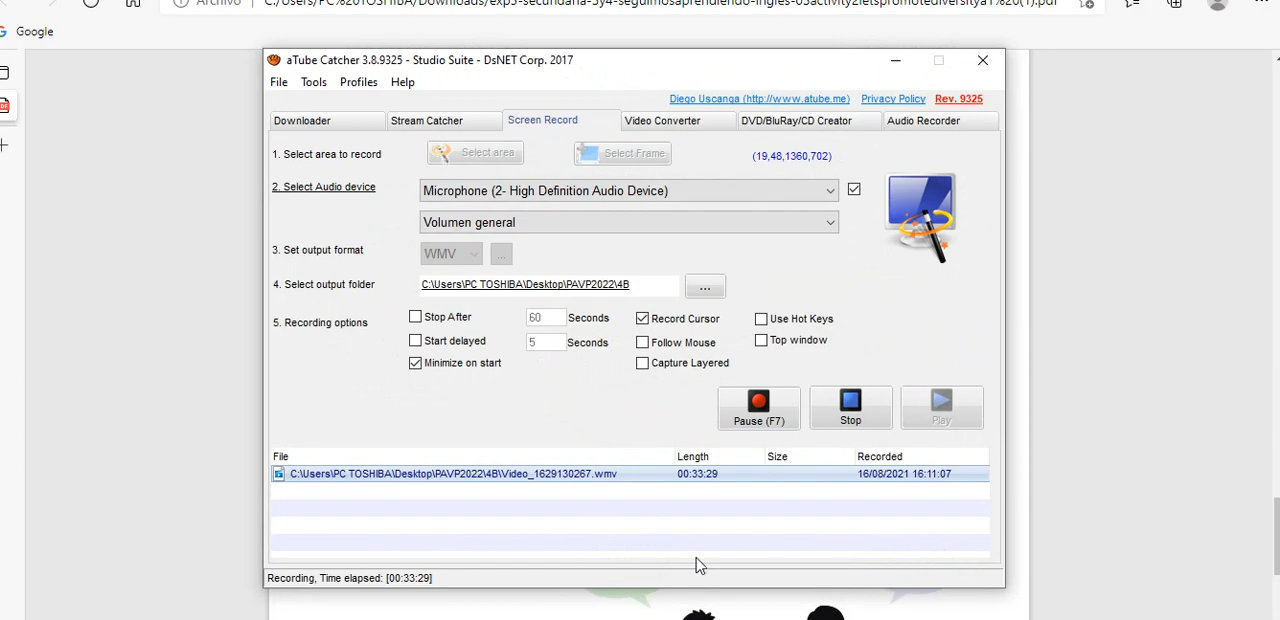 Archivo C:/Users/PC%20TOSHIBA/Downloads/exp5-secundaria-3y4-seguimosaprendiendo-ingles-05activity2letspromotediversitya1%20(1).pdf
Google
aTube Catcher 3.8.9325 - Studio Suite - DsNET Corp. 2017
File Tools Profiles Help
Diego Uscanga (http://www.atube.me) Privacy Policy Rev. 9325
Downloader Stream Catcher Screen Record Video Converter DVD/BluRay/CD Creator Audio Recorder
1. Select area to record Select area Select Frame (19,48,1360,702)
2. Select Audio device Microphone (2- High Definition Audio Device)
Volumen general
3. Set output format WMV ...
4. Select output folder C:\Users\PC TOSHIBA\Desktop\PAVP2022\4B ...
5. Recording options Stop After 60 Seconds Record Cursor Use Hot Keys
Start delayed 5 Seconds Follow Mouse Top window
Minimize on start Capture Layered
Pause (F7) Stop Play
File Length Size Recorded
C:\Users\PC TOSHIBA\Desktop\PAVP2022\4B\Video_1629130267.wmv 00:33:29 16/08/2021 16:11:07
Recording, Time elapsed: [00:33:29]